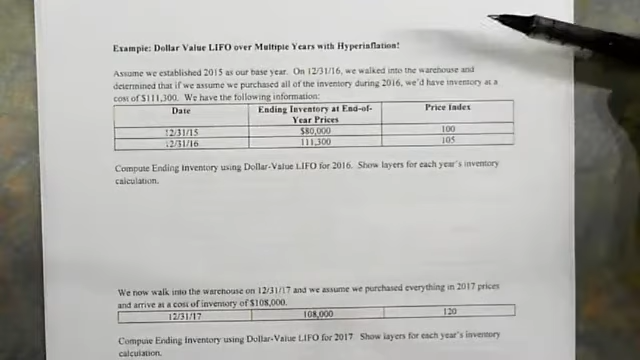 Example: Dollar Value LIFO over Multiple Years with Hyperinflation!
Assume we established 2015 as our base year. On 12/31/16, we walked into the warehouse and
determined that if we assume we purchased all of the inventory during 2016, we'd have inventory at a
cost of $111,300. We have the following information:
Date Ending Inventory at End-of-Year Prices Price Index
12/31/15 $80,000 100
12/31/16 111,300 105
Compute Ending Inventory using Dollar-Value LIFO for 2016. Show layers for each year's inventory
calculation.
We now walk into the warehouse on 12/31/17 and we assume we purchased everything in 2017 prices
and arrive at a cost of inventory of $108,000.
12/31/17 108,000 120
Compute Ending Inventory using Dollar-Value LIFO for 2017 Show layers for each year's inventory
calculation.